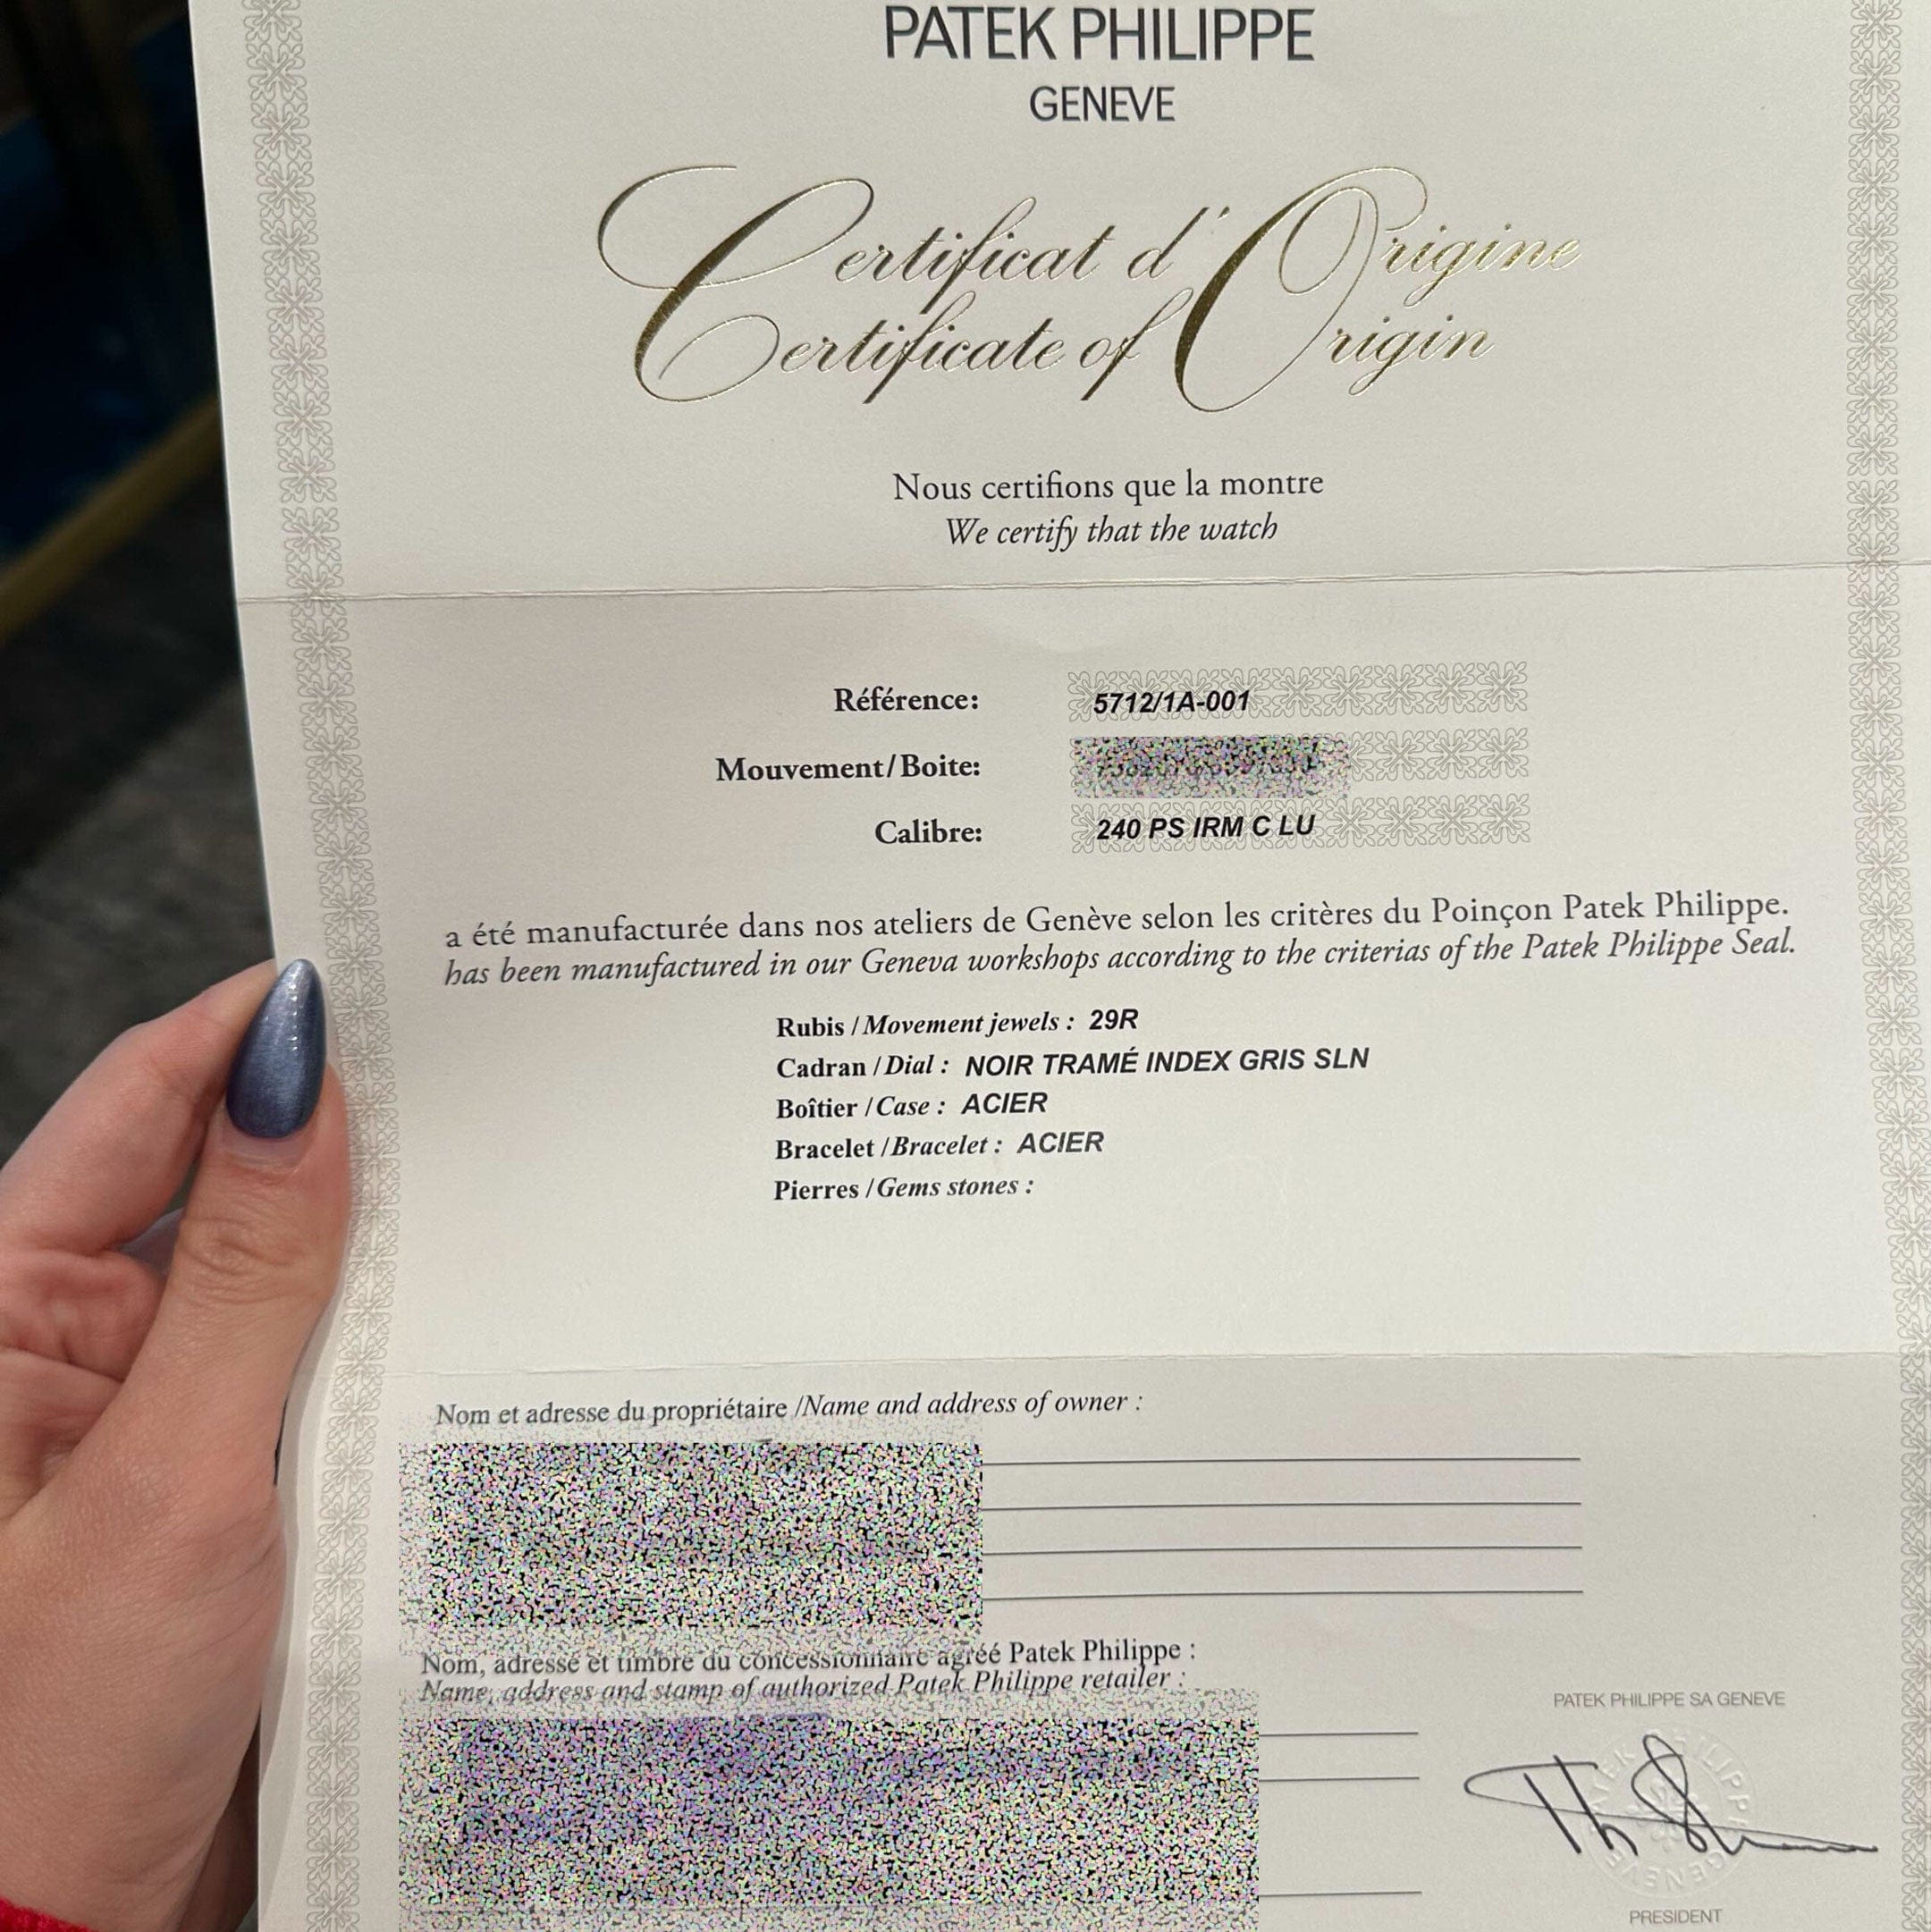 PATEK PHILIPPE
GENEVE
Certificat d'Origine
Certificate of Origin
Nous certifions que la montre
We certify that the watch
Référence: 5712/1A-001
Mouvement/Boite:
Calibre: 240 PS IRM C LU
a été manufacturée dans nos ateliers de Genève selon les critères du Poinçon Patek Philippe.
has been manufactured in our Geneva workshops according to the criterias of the Patek Philippe Seal.
Rubis / Movement jewels : 29R
Cadran / Dial : NOIR TRAMÉ INDEX GRIS SLN
Boîtier / Case : ACIER
Bracelet / Bracelet : ACIER
Pierres / Gems stones :
Nom et adresse du propriétaire /Name and address of owner :
Nom, adresse et timbre du concessionnaire agréé Patek Philippe :
Name, address and stamp of authorized Patek Philippe retailer :
PATEK PHILIPPE SA GENEVE
PATEK PHILIPPE GENEVE
PRESIDENT